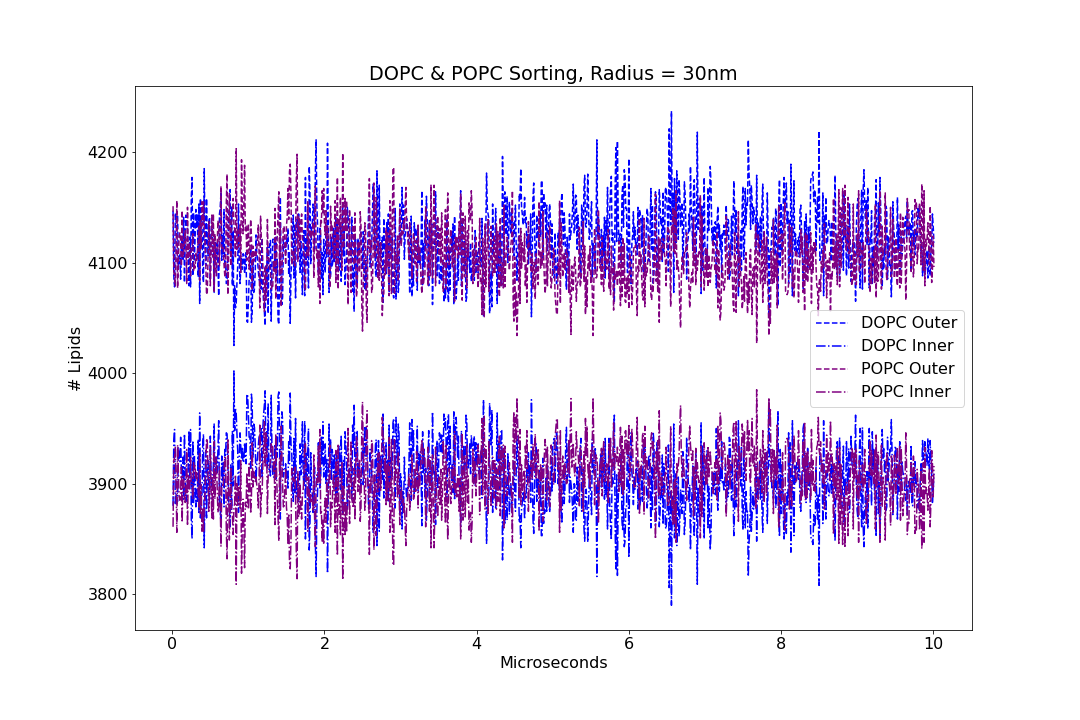 DOPC & POPC Sorting, Radius = 30nm
4200
4100
4000
3900
3800
# Lipids
DOPC Outer
DOPC Inner
POPC Outer
POPC Inner
0 2 4 6 8 10
Microseconds